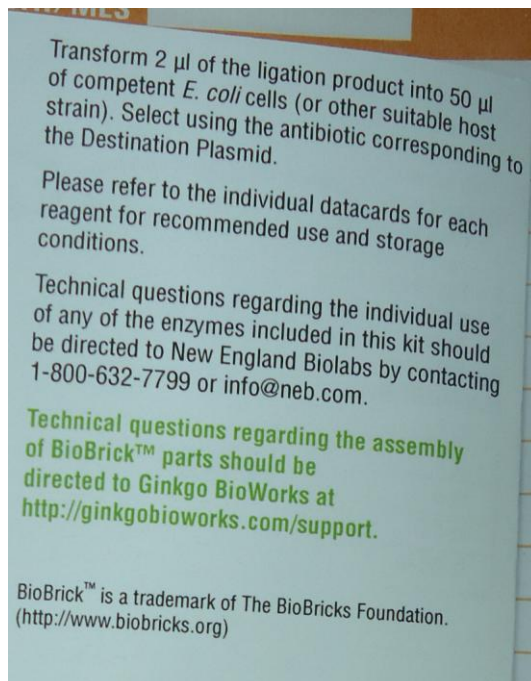 Transform 2 µl of the ligation product into 50 µl
of competent E. coli cells (or other suitable host
strain). Select using the antibiotic corresponding to
the Destination Plasmid.
Please refer to the individual datacards for each
reagent for recommended use and storage
conditions.
Technical questions regarding the individual use
of any of the enzymes included in this kit should
be directed to New England Biolabs by contacting
1-800-632-7799 or info@neb.com.
Technical questions regarding the assembly
of BioBrick™ parts should be
directed to Ginkgo BioWorks at
http://ginkgobioworks.com/support.
BioBrick™ is a trademark of The BioBricks Foundation.
(http://www.biobricks.org)